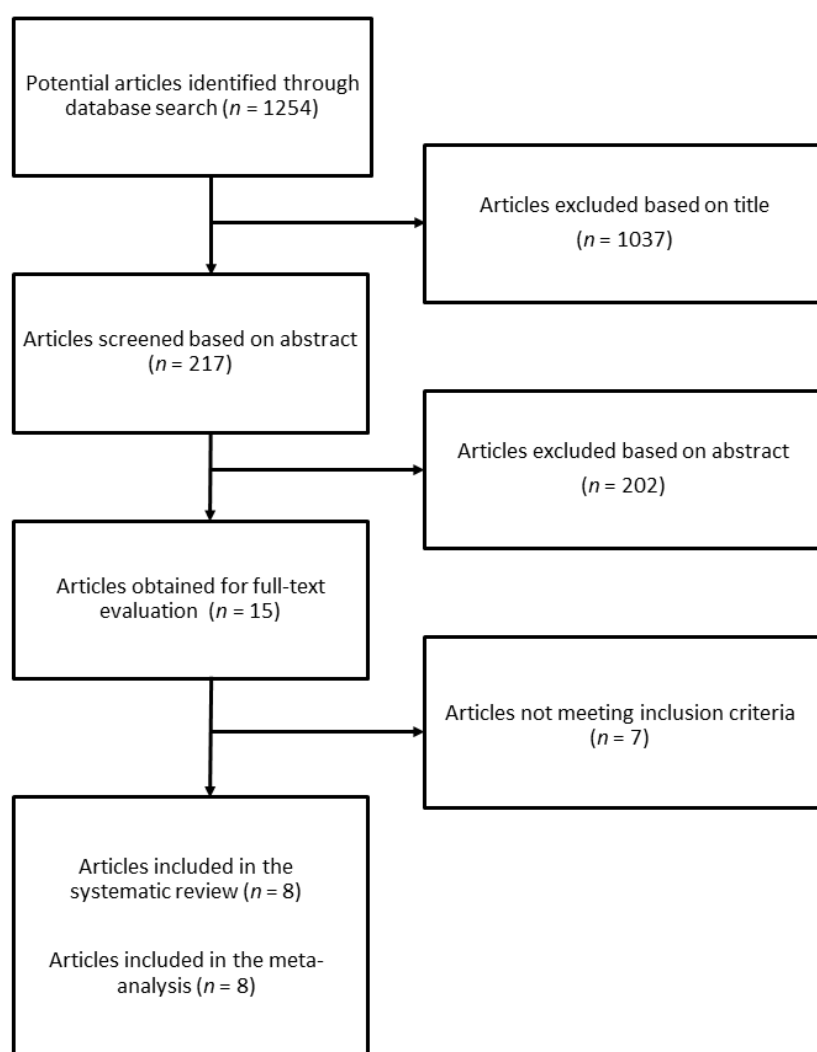 Potential articles identified through
database search (n = 1254)
Articles excluded based on title
(n = 1037)
Articles screened based on abstract
(n = 217)
Articles excluded based on abstract
(n = 202)
Articles obtained for full-text
evaluation (n = 15)
Articles not meeting inclusion criteria
(n = 7)
Articles included in the
systematic review (n = 8)
Articles included in the meta-
analysis (n = 8)